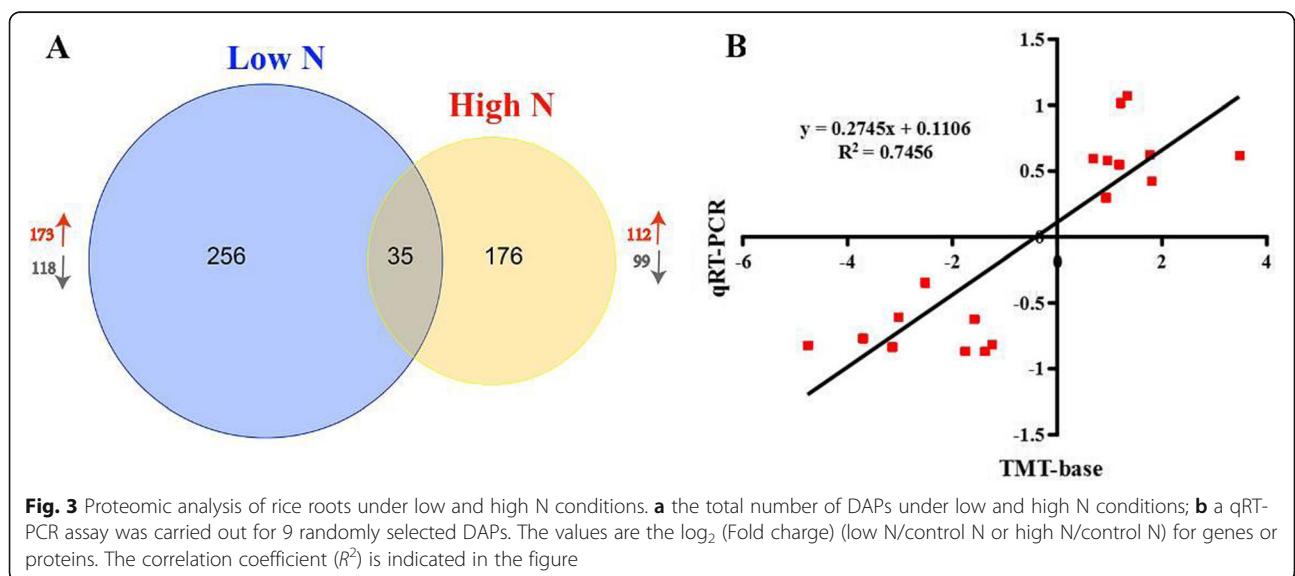 A
Low N
High N
173
118
256
35
176
112
99
B
y = 0.2745x + 0.1106
R² = 0.7456
1.5
1
0.5
0
-0.5
-1
-1.5
-6
-4
-2
0
2
4
qRT-PCR
TMT-base
Fig. 3 Proteomic analysis of rice roots under low and high N conditions. a the total number of DAPs under low and high N conditions; b a qRT-
PCR assay was carried out for 9 randomly selected DAPs. The values are the log₂ (Fold charge) (low N/control N or high N/control N) for genes or
proteins. The correlation coefficient (R²) is indicated in the figure